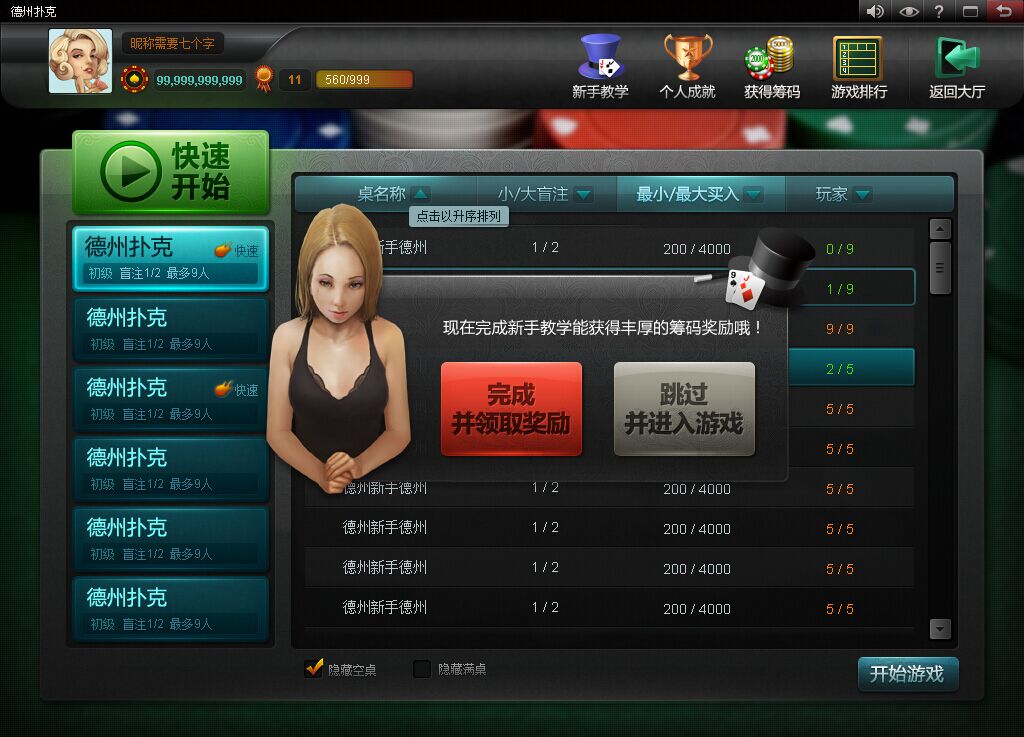 德州扑克
?
昵称需要七个字
99,999,999,999
11
560/999
新手教学
个人成就
获得筹码
游戏排行
返回大厅
快速
开始
德州扑克
快速
初级 盲注1/2 最多9人
德州扑克
初级 盲注1/2 最多9人
德州扑克
快速
初级 盲注1/2 最多9人
德州扑克
初级 盲注1/2 最多9人
德州扑克
初级 盲注1/2 最多9人
德州扑克
初级 盲注1/2 最多9人
桌名称 小/大盲注 最小/最大买入 玩家
点击以升序排列
新手德州 1 / 2 200 / 4000 0 / 9
1 / 9
9 / 9
2 / 5
5 / 5
5 / 5
现在完成新手教学能获得丰厚的筹码奖励哦！
完成
并领取奖励
跳过
并进入游戏
德州新手德州 1 / 2 200 / 4000 5 / 5
德州新手德州 1 / 2 200 / 4000 5 / 5
德州新手德州 1 / 2 200 / 4000 5 / 5
德州新手德州 1 / 2 200 / 4000 5 / 5
隐藏空桌
隐藏满桌
开始游戏